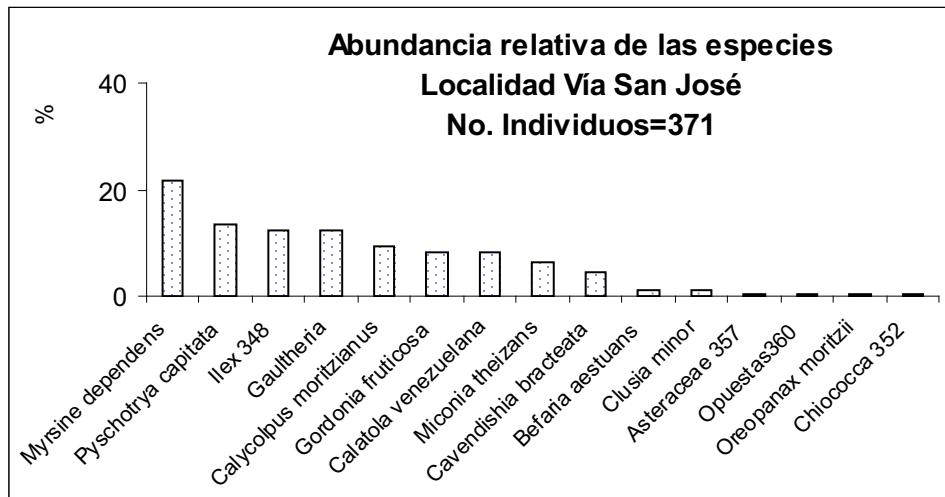 Abundancia relativa de las especies
Localidad Vía San José
No. Individuos=371
%
40
20
0
Myrsine dependens
Pyschotrya capitata
Ilex 348
Gaultheria
Calycolpus moritzianus
Gordonia fruticosa
Calatola venezuelana
Miconia theizans
Cavendishia bracteata
Befaria aestuans
Clusia minor
Asteraceae 357
Opuestas360
Oreopanax moritzii
Chiococca 352